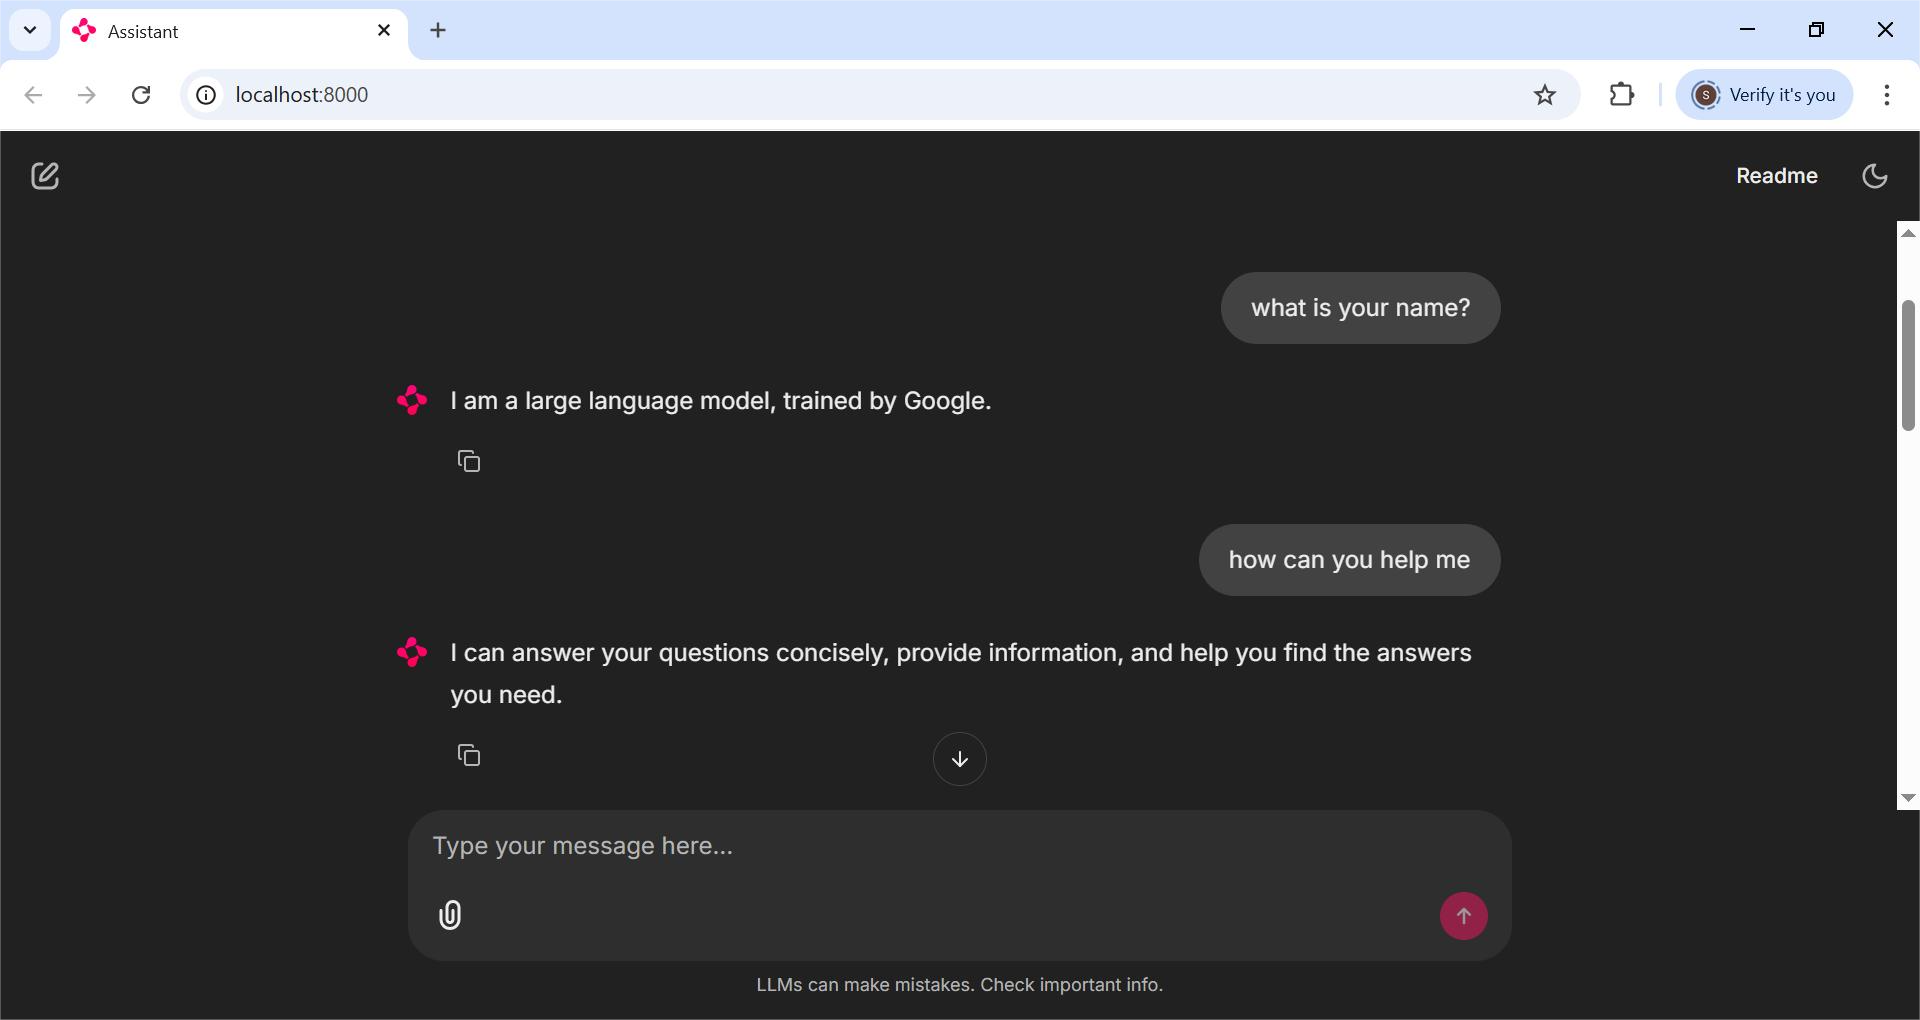 Assistant
localhost:8000
S
Verify it's you
Readme
what is your name?
I am a large language model, trained by Google.
how can you help me
I can answer your questions concisely, provide information, and help you find the answers
you need.
Type your message here...
LLMs can make mistakes. Check important info.